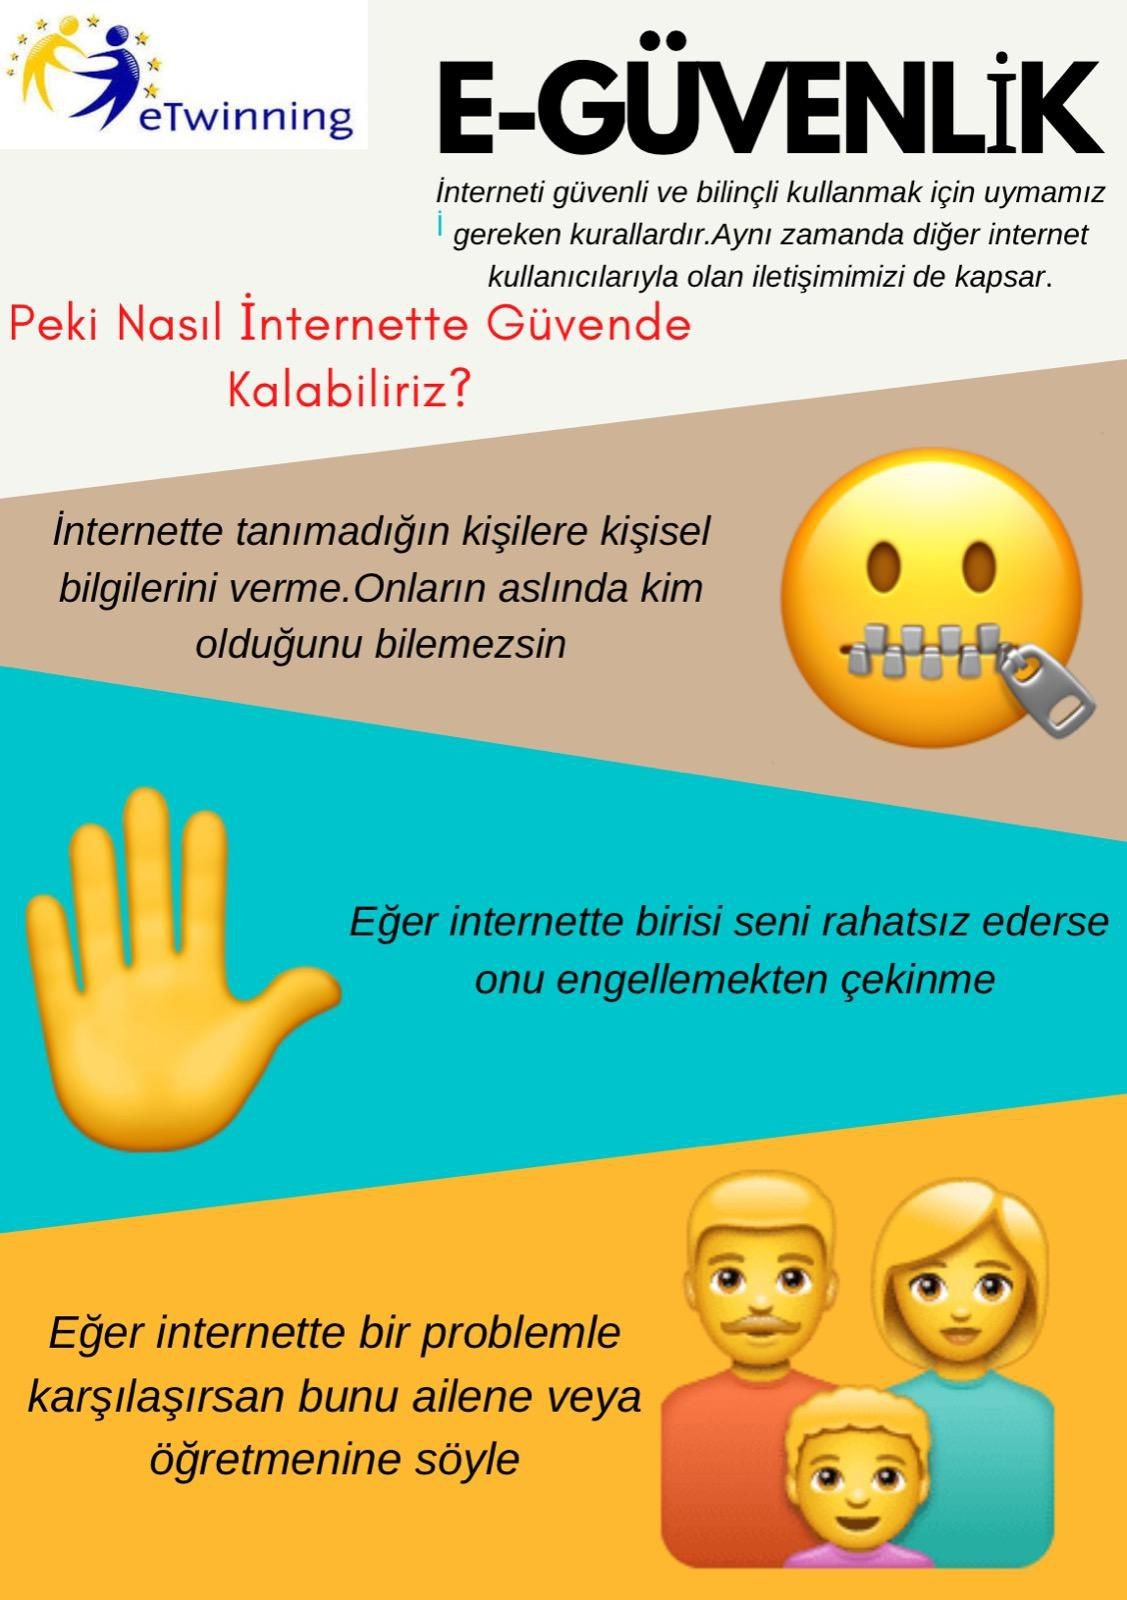 eTwinning
E-GÜVENLİK
İnterneti güvenli ve bilinçli kullanmak için uymamız
İ
gereken kurallardır.Aynı zamanda diğer internet
kullanıcılarıyla olan iletişimimizi de kapsar.
Peki Nasıl İnternette Güvende
Kalabiliriz?
İnternette tanımadığın kişilere kişisel
bilgilerini verme.Onların aslında kim
olduğunu bilemezsin
Eğer internette birisi seni rahatsız ederse
onu engellemekten çekinme
Eğer internette bir problemle
karşılaşırsan bunu ailene veya
öğretmenine söyle